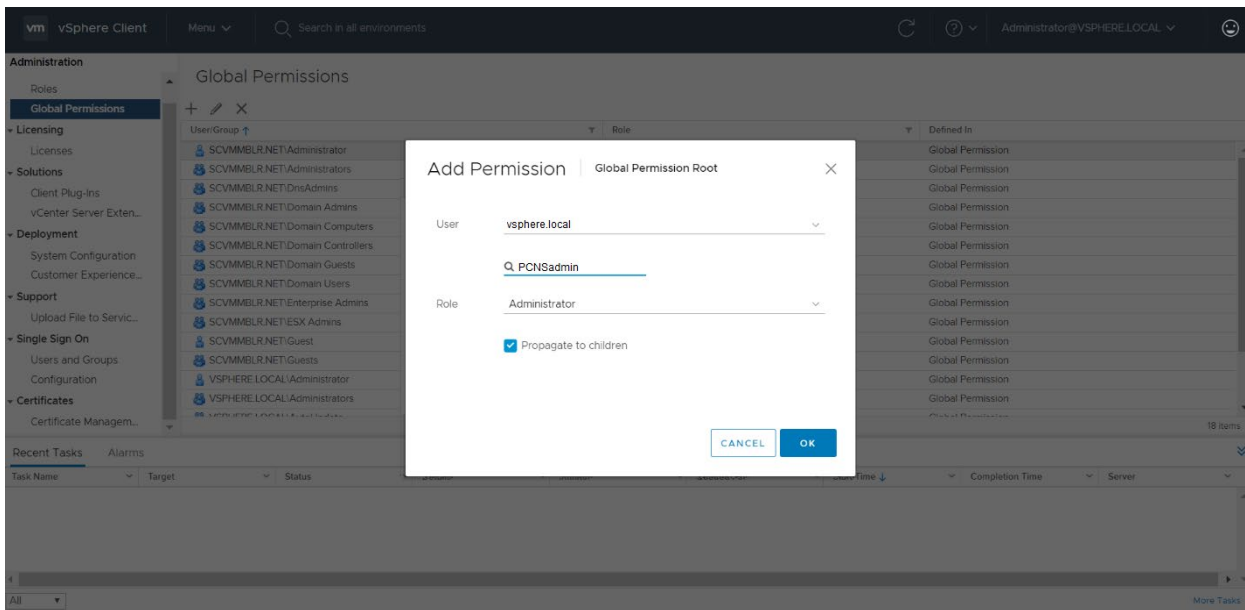 vm vSphere Client Menu Search in all environments Administrator@VSPHERE.LOCAL
Administration
Roles
Global Permissions
Licensing
Licenses
Solutions
Client Plug-Ins
vCenter Server Exten...
Deployment
System Configuration
Customer Experience...
Support
Upload File to Servic...
Single Sign On
Users and Groups
Configuration
Certificates
Certificate Managem...
Global Permissions
User/Group Role Defined In
SCVMMBLR.NET\Administrator Global Permission
SCVMMBLR.NET\Administrators Global Permission
SCVMMBLR.NET\DnsAdmins Global Permission
SCVMMBLR.NET\Domain Admins Global Permission
SCVMMBLR.NET\Domain Computers Global Permission
SCVMMBLR.NET\Domain Controllers Global Permission
SCVMMBLR.NET\Domain Guests Global Permission
SCVMMBLR.NET\Domain Users Global Permission
SCVMMBLR.NET\Enterprise Admins Global Permission
SCVMMBLR.NET\ESX Admins Global Permission
SCVMMBLR.NET\Guest Global Permission
SCVMMBLR.NET\Guests Global Permission
VSPHERE.LOCAL\Administrator Global Permission
VSPHERE.LOCAL\Administrators Global Permission
18 items
Add Permission Global Permission Root
User vsphere.local
PCNSadmin
Role Administrator
Propagate to children
CANCEL OK
Recent Tasks Alarms
Task Name Target Status Time Completion Time Server
All More Tasks